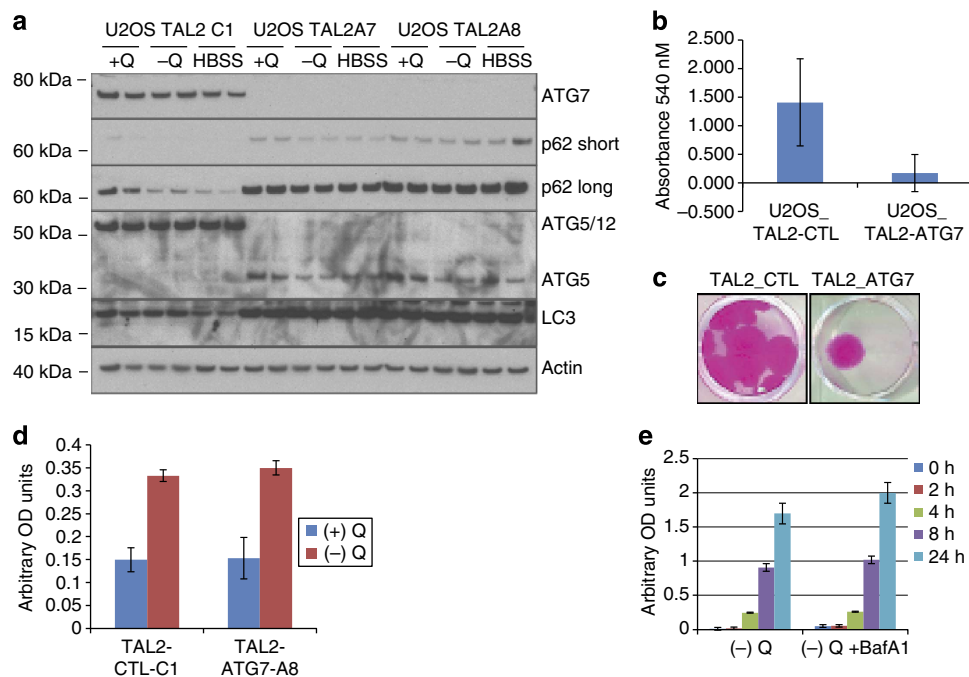 a
U2OS TAL2 C1 U2OS TAL2A7 U2OS TAL2A8
+Q –Q HBSS +Q –Q HBSS +Q –Q HBSS
80 kDa
ATG7
60 kDa
p62 short
60 kDa
p62 long
50 kDa
ATG5/12
30 kDa
ATG5
15 kDa
LC3
40 kDa
Actin
b
Absorbance 540 nM
2.500
2.000
1.500
1.000
0.500
0.000
–0.500
U2OS_
TAL2-CTL
U2OS_
TAL2-ATG7
c
TAL2_CTL TAL2_ATG7
d
Arbitrary OD units
0.4
0.35
0.3
0.25
0.2
0.15
0.1
0.05
0
TAL2-
CTL-C1
TAL2-
ATG7-A8
(+) Q
(–) Q
e
Arbitrary OD units
2.5
2
1.5
1
0.5
0
(–) Q
(–) Q +BafA1
0 h
2 h
4 h
8 h
24 h